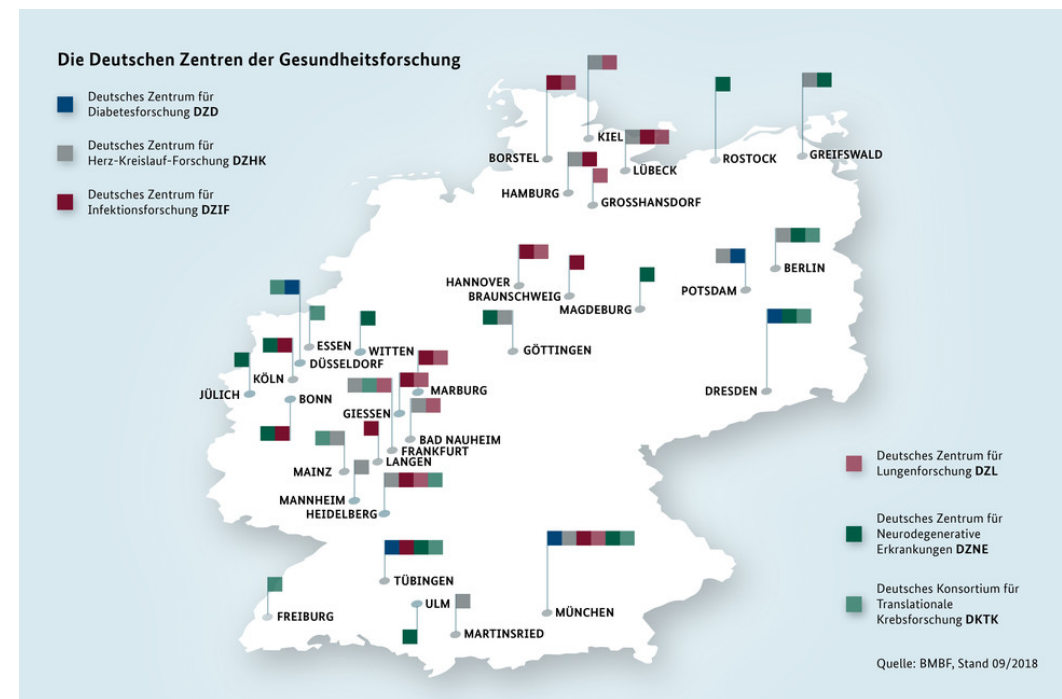 Die Deutschen Zentren der Gesundheitsforschung
Deutsches Zentrum für
Diabetesforschung DZD
Deutsches Zentrum für
Herz-Kreislauf-Forschung DZHK
Deutsches Zentrum für
Infektionsforschung DZIF
KIEL
BORSTEL
LÜBECK
ROSTOCK
GREIFSWALD
HAMBURG
GROSSHANSDORF
HANNOVER
BRAUNSCHWEIG
MAGDEBURG
POTSDAM
BERLIN
ESSEN
WITTEN
GÖTTINGEN
DÜSSELDORF
KÖLN
JÜLICH
BONN
MARBURG
DRESDEN
GIESSEN
BAD NAUHEIM
FRANKFURT
LANGEN
MAINZ
MANNHEIM
HEIDELBERG
TÜBINGEN
ULM
FREIBURG
MARTINSRIED
MÜNCHEN
Deutsches Zentrum für
Lungenforschung DZL
Deutsches Zentrum für
Neurodegenerative
Erkrankungen DZNE
Deutsches Konsortium für
Translationale
Krebsforschung DKTK
Quelle: BMBF, Stand 09/2018